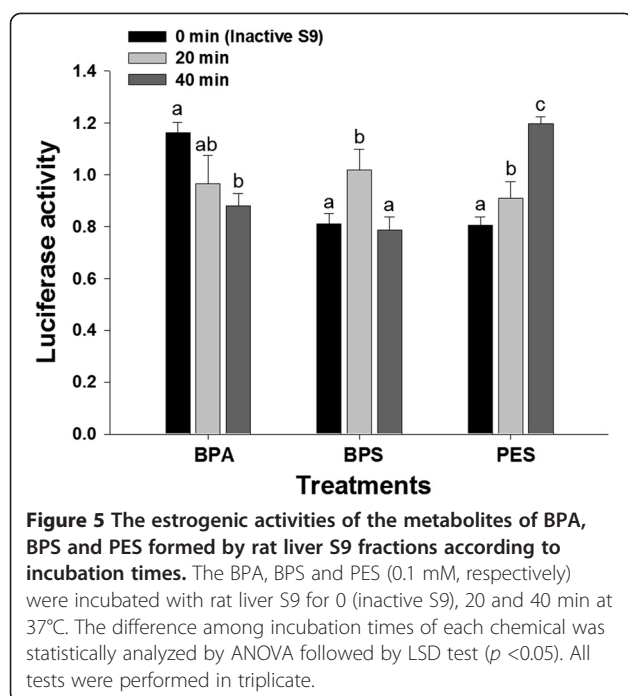 0 min (Inactive S9)
20 min
40 min
Luciferase activity
1.4
1.2
1.0
0.8
0.6
0.4
0.2
0.0
a
ab
b
a
b
a
a
b
c
BPA
BPS
PES
Treatments
Figure 5 The estrogenic activities of the metabolites of BPA,
BPS and PES formed by rat liver S9 fractions according to
incubation times. The BPA, BPS and PES (0.1 mM, respectively)
were incubated with rat liver S9 for 0 (inactive S9), 20 and 40 min at
37°C. The difference among incubation times of each chemical was
statistically analyzed by ANOVA followed by LSD test (p <0.05). All
tests were performed in triplicate.